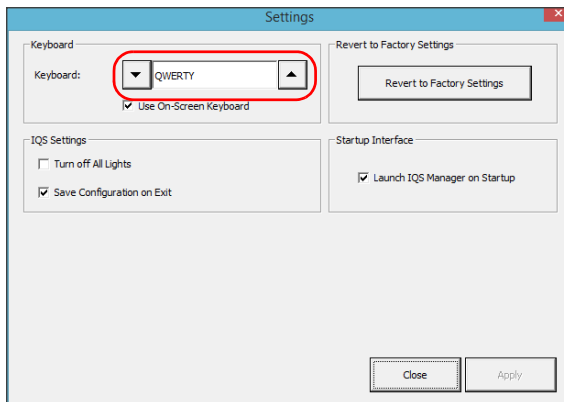 Settings
Keyboard
Keyboard:
QWERTY
Use On-Screen Keyboard
Revert to Factory Settings
Revert to Factory Settings
IQS Settings
Turn off All Lights
Save Configuration on Exit
Startup Interface
Launch IQS Manager on Startup
Close
Apply